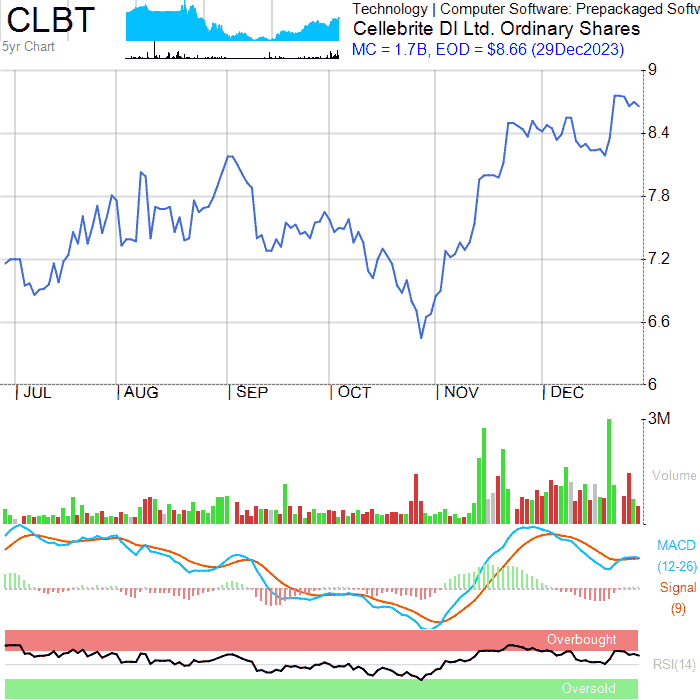 CLBT
5yr Chart
Technology | Computer Software: Prepackaged Softw
Cellebrite DI Ltd. Ordinary Shares
MC = 1.7B, EOD = $8.66 (29Dec2023)
9
8.4
7.8
7.2
6.6
6
JUL
AUG
SEP
OCT
NOV
DEC
3M
Volume
MACD
(12-26)
Signal
(9)
Overbought
RSI(14)
Oversold